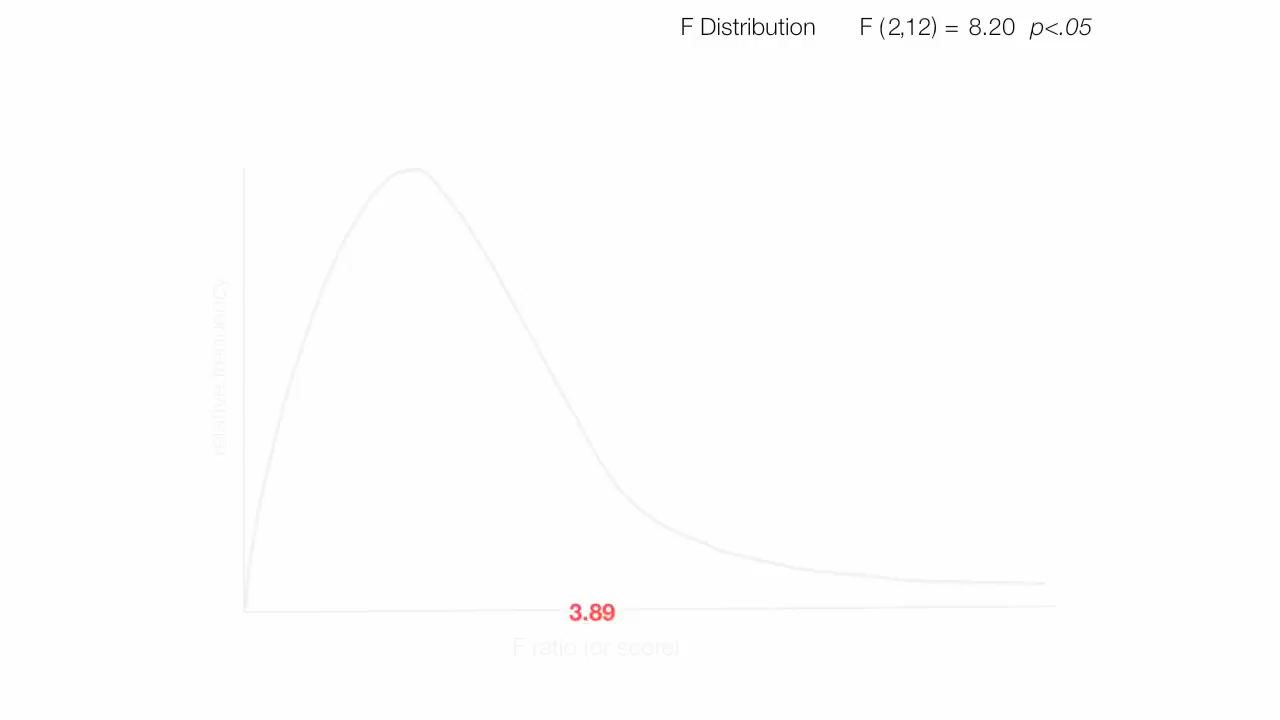 F Distribution F (2,12) = 8.20 p<.05
relative frequency
3.89
F ratio (or score)